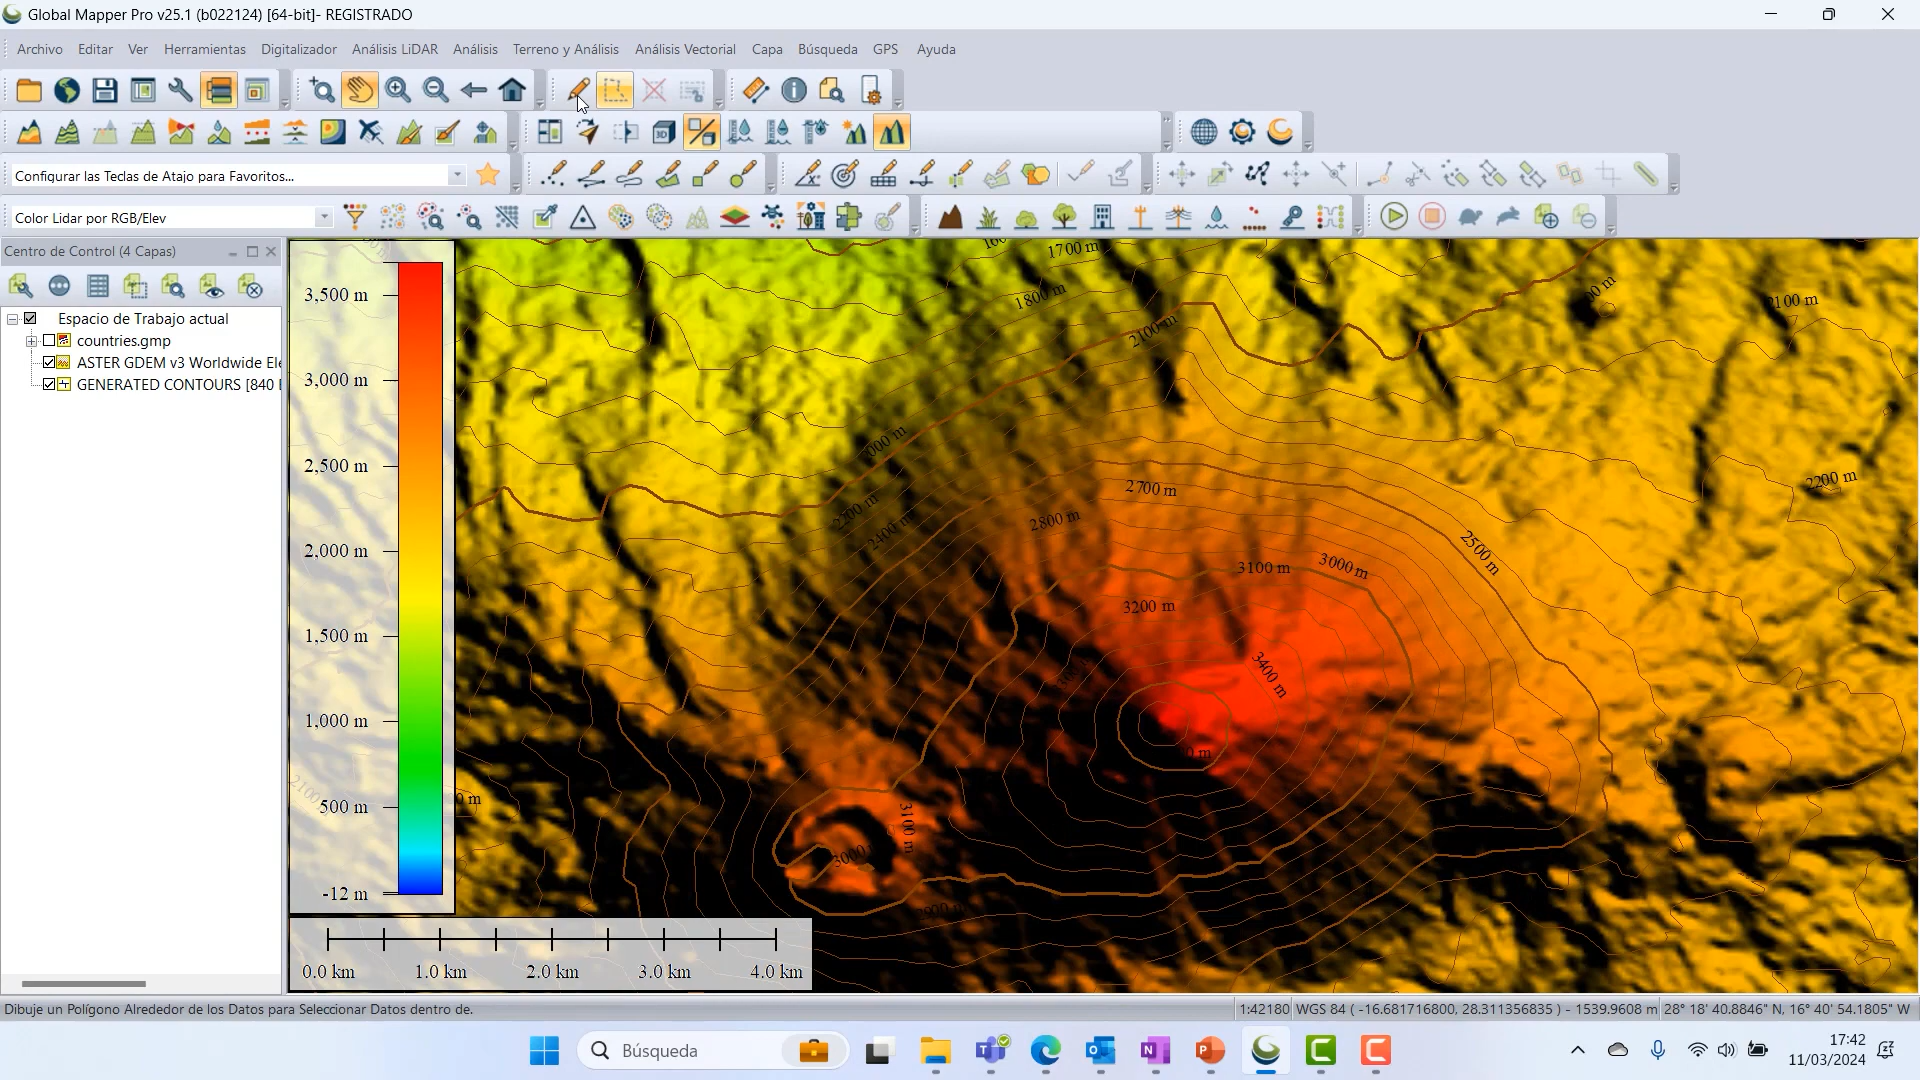 Global Mapper Pro v25.1 (b022124) [64-bit]- REGISTRADO
Archivo Editar Ver Herramientas Digitalizador Análisis LiDAR Análisis Terreno y Análisis Análisis Vectorial Capa Búsqueda GPS Ayuda
Configurar las Teclas de Atajo para Favoritos...
Color Lidar por RGB/Elev
Centro de Control (4 Capas)
Espacio de Trabajo actual
countries.gmp
ASTER GDEM v3 Worldwide Ele
GENERATED CONTOURS [840
3,500 m
3,000 m
2,500 m
2,000 m
1,500 m
1,000 m
500 m
-12 m
0.0 km 1.0 km 2.0 km 3.0 km 4.0 km
1700 m
1800 m
2100 m
2100 m
2200 m
2200 m
2400 m
2700 m
2800 m
2500 m
3100 m
3000 m
3200 m
3400 m
3100 m
3000
Dibuje un Polígono Alrededor de los Datos para Seleccionar Datos dentro de.
1:42180 WGS 84 ( -16.681716800, 28.311356835 ) - 1539.9608 m 28° 18' 40.8846" N, 16° 40' 54.1805" W
Búsqueda
17:42
11/03/2024